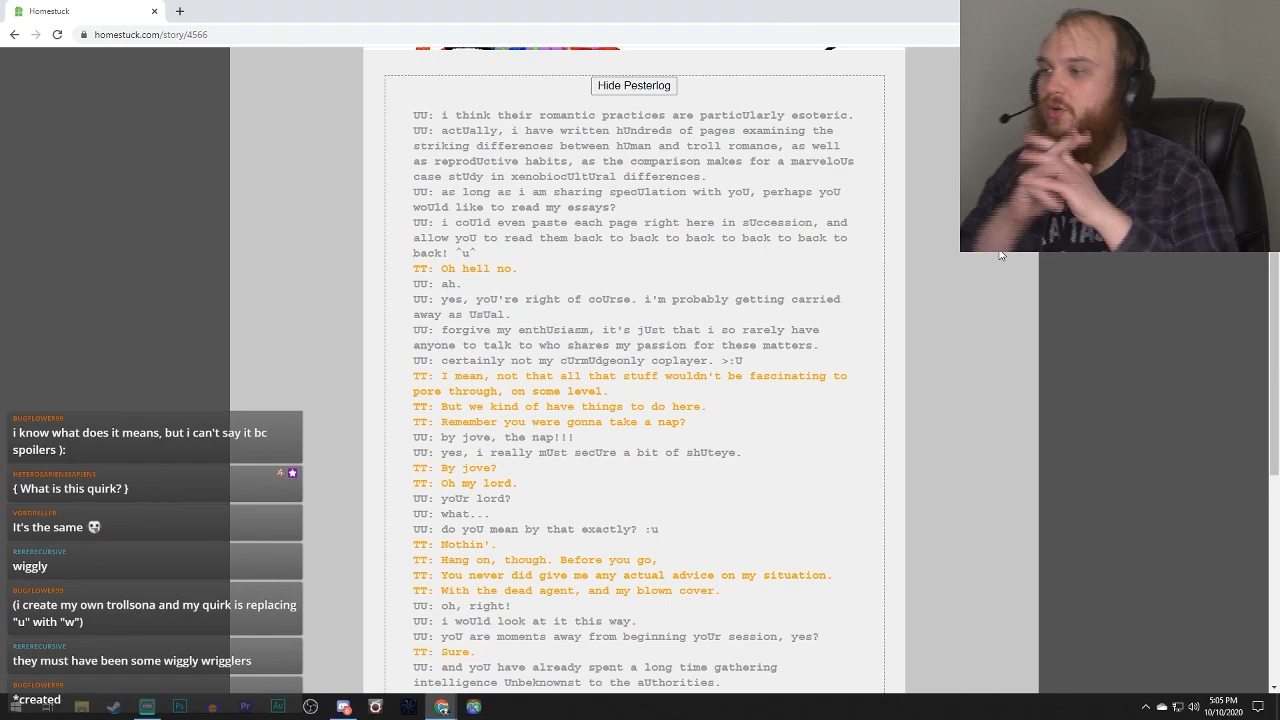 Homestuck
homestuck.com/story/4566
Hide Pesterlog
UU: i think their romantic practices are particUlarly esoteric.
UU: actUally, i have written hUndreds of pages examining the
striking differences between hUman and troll romance, as well
as reprodUctive habits, as the comparison makes for a marveloUs
case stUdy in xenobiocUltUral differences.
UU: as long as i am sharing specUlation with yoU, perhaps yoU
woUld like to read my essays?
UU: i coUld even paste each page right here in sUccession, and
allow yoU to read them back to back to back to back to back to
back! ^u^
TT: Oh hell no.
UU: ah.
UU: yes, yoU're right of coUrse. i'm probably getting carried
away as UsUal.
UU: forgive my enthUsiasm, it's jUst that i so rarely have
anyone to talk to who shares my passion for these matters.
UU: certainly not my cUrmUdgeonly coplayer. >:U
TT: I mean, not that all that stuff wouldn't be fascinating to
pore through, on some level.
TT: But we kind of have things to do here.
TT: Remember you were gonna take a nap?
UU: by jove, the nap!!!
UU: yes, i really mUst secUre a bit of shUteye.
TT: By jove?
TT: Oh my lord.
UU: yoUr lord?
UU: what...
UU: do yoU mean by that exactly? :u
TT: Nothin'.
TT: Hang on, though. Before you go,
TT: You never did give me any actual advice on my situation.
TT: With the dead agent, and my blown cover.
UU: oh, right!
UU: i woUld look at it this way.
UU: yoU are moments away from beginning yoUr session, yes?
TT: Sure.
UU: and yoU have already spent a long time gathering
intelligence Unbeknownst to the aUthorities.
BUGFLOWER99
i know what does it means, but i can't say it bc
spoilers ):
HETEROSAPIENSSAPIENS
{ What is this quirk? }
VORDRELLER
It's the same
RERERECURSIVE
wiggly
BUGFLOWER99
(i create my own trollsona and my quirk is replacing
"u" with "w")
RERERECURSIVE
they must have been some wiggly wrigglers
BUGFLOWER99
*created
5:05 PM
10/10/2020